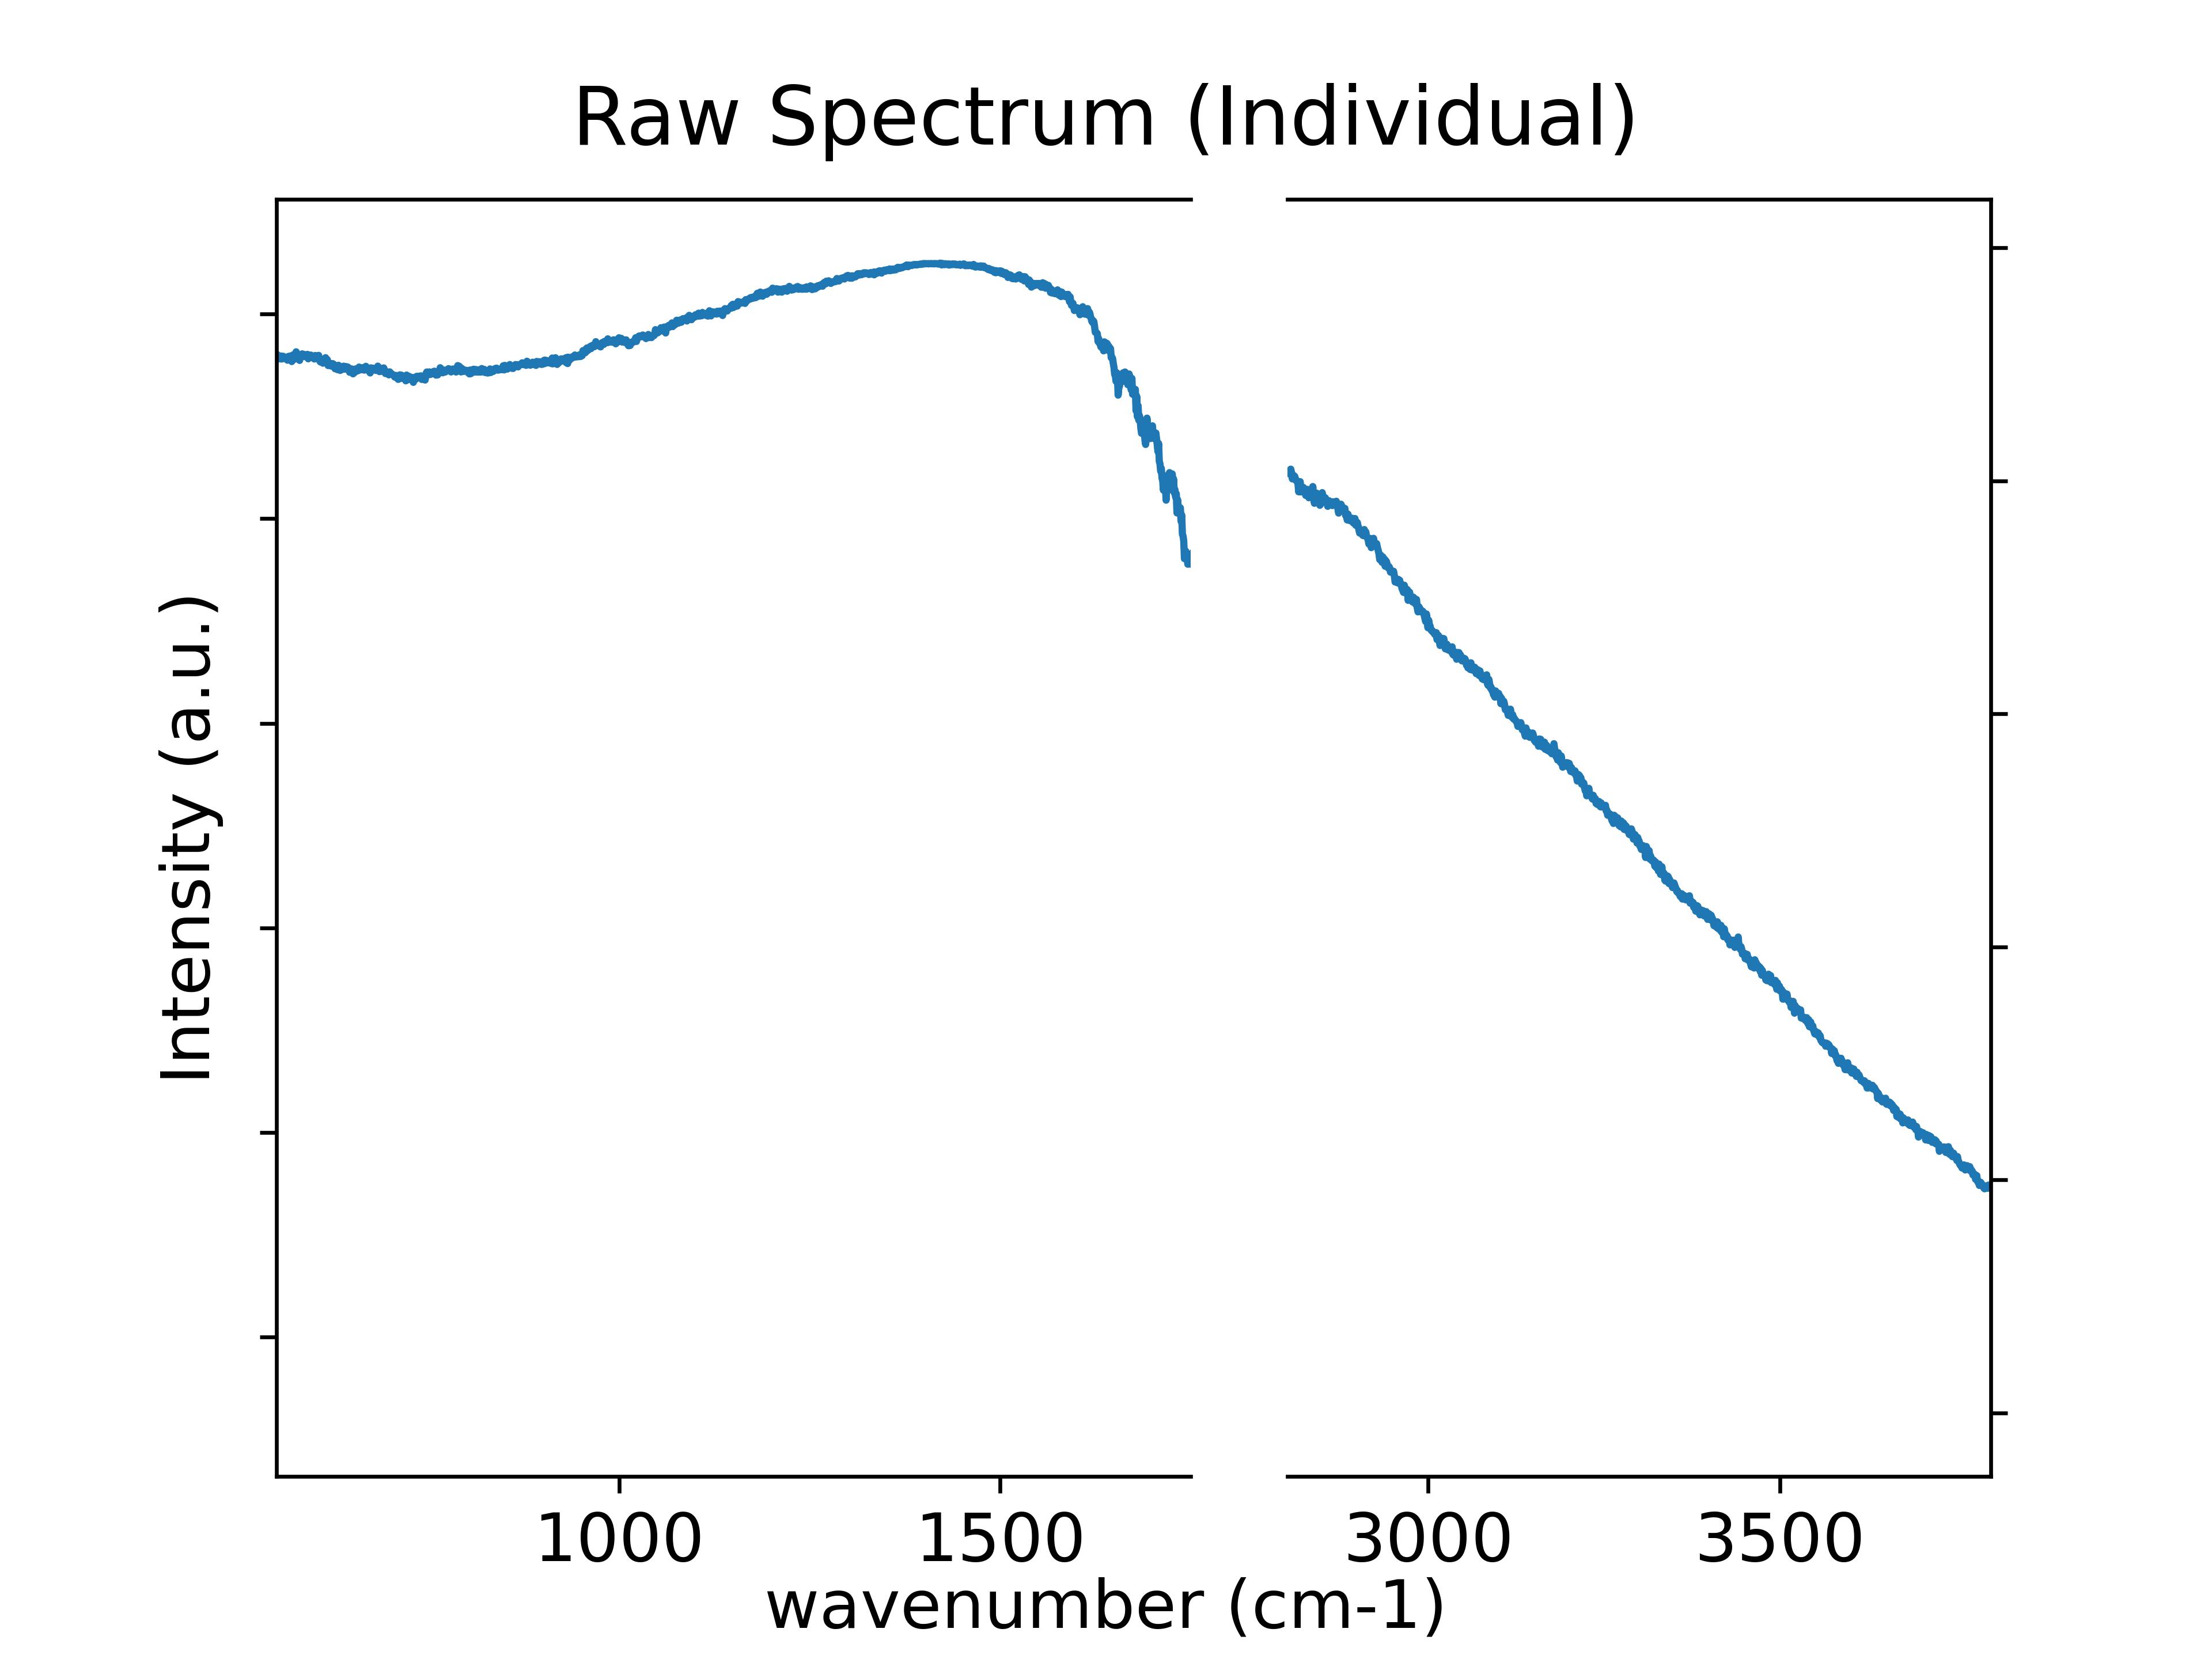 Raw Spectrum (Individual)
Intensity (a.u.)
1000 1500 3000 3500
wavenumber (cm-1)